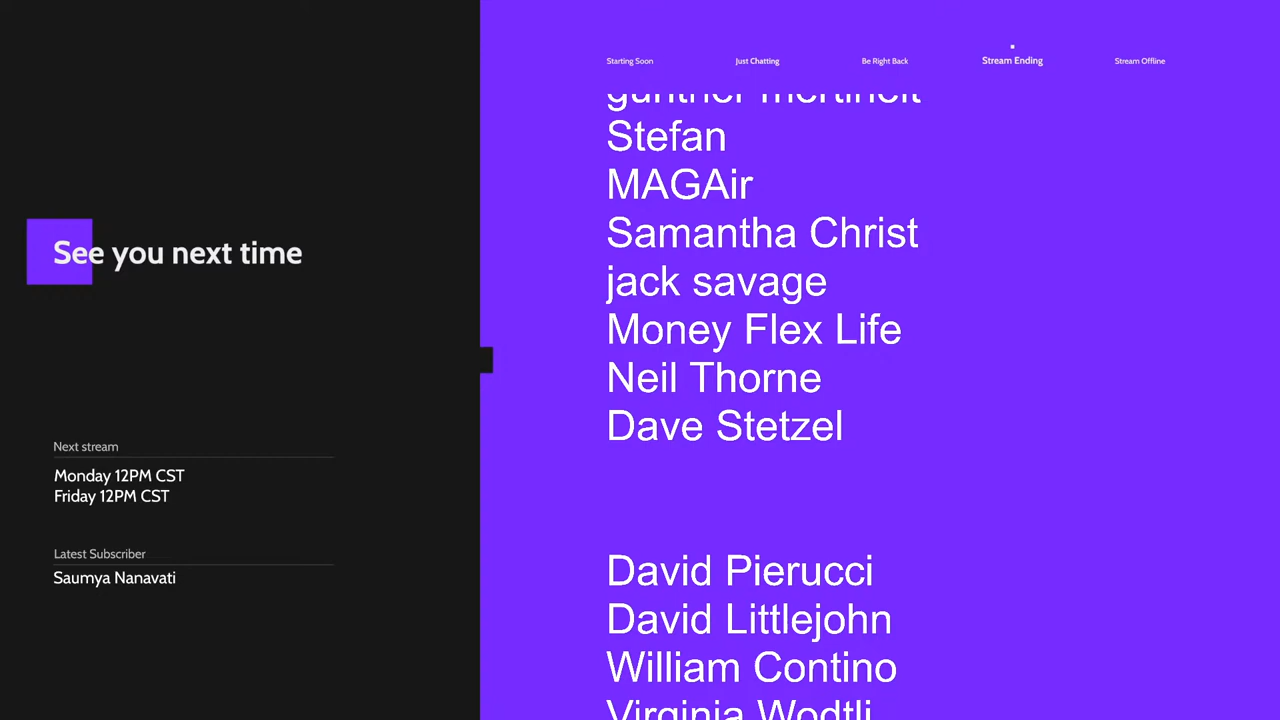 Starting Soon
Just Chatting
Be Right Back
Stream Ending
Stream Offline
See you next time
Next stream
Monday 12PM CST
Friday 12PM CST
Latest Subscriber
Saumya Nanavati
Stefan
MAGAir
Samantha Christ
jack savage
Money Flex Life
Neil Thorne
Dave Stetzel
David Pierucci
David Littlejohn
William Contino
Virginia